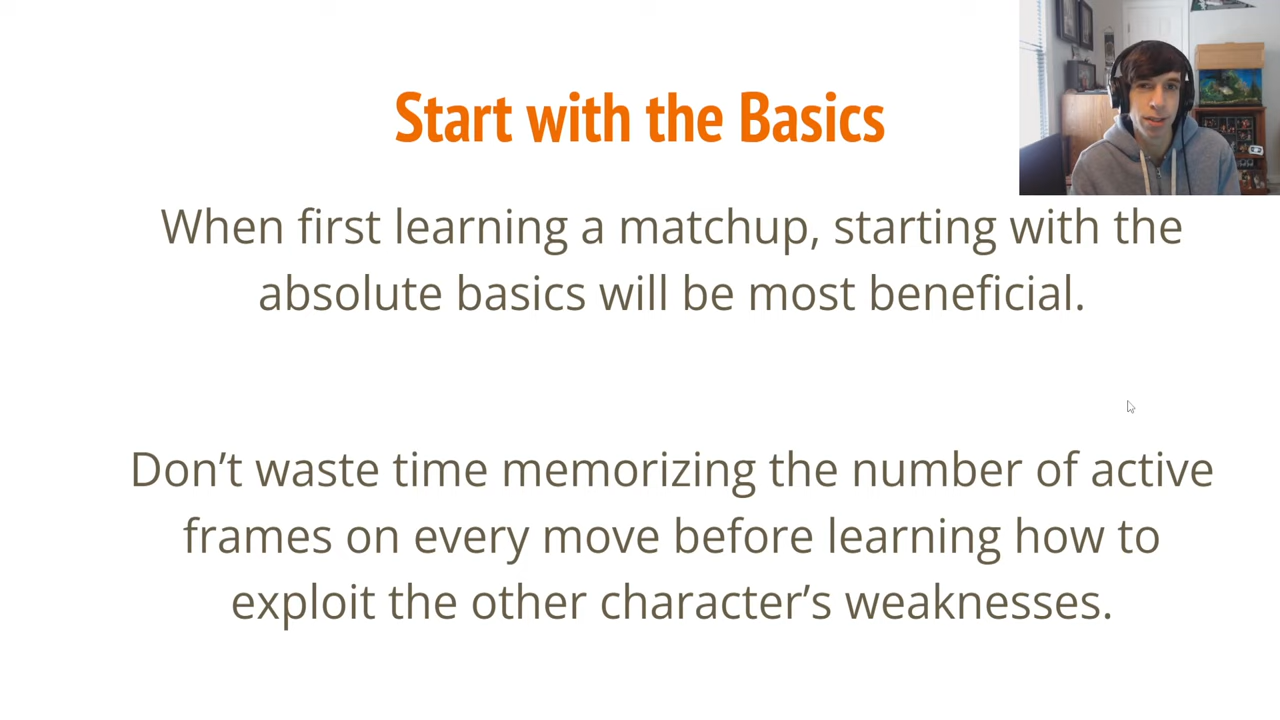 Start with the Basics
When first learning a matchup, starting with the
absolute basics will be most beneficial.
Don’t waste time memorizing the number of active
frames on every move before learning how to
exploit the other character’s weaknesses.